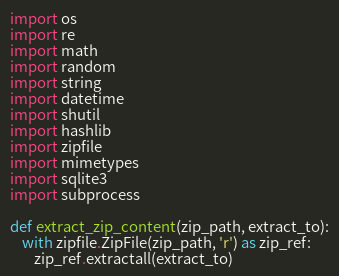 import os
import re
import math
import random
import string
import datetime
import shutil
import hashlib
import zipfile
import mimetypes
import sqlite3
import subprocess

def extract_zip_content(zip_path, extract_to):
    with zipfile.ZipFile(zip_path, 'r') as zip_ref:
        zip_ref.extractall(extract_to)